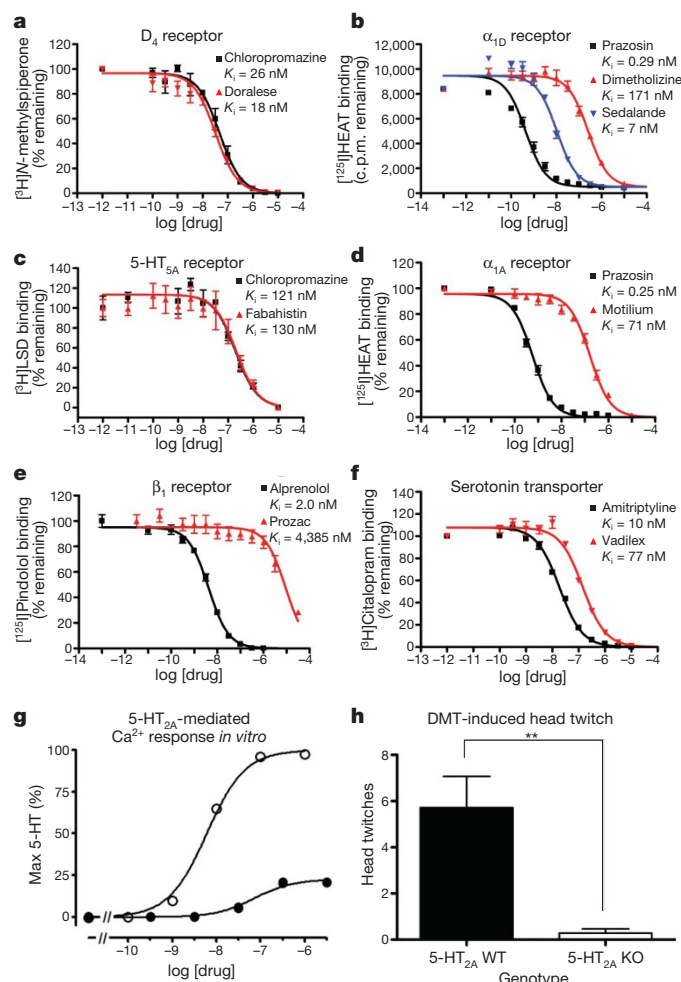 a
D4 receptor
[3H]N-methylspiperone
(% remaining)
120
100
80
60
40
20
0
Chloropromazine
Ki = 26 nM
Doralese
Ki = 18 nM
−13 −12 −11 −10 −9 −8 −7 −6 −5 −4
log [drug]
b
α1D receptor
[125I]HEAT binding
(c.p.m. remaining)
12,000
10,000
8,000
6,000
4,000
2,000
0
Prazosin
Ki = 0.29 nM
Dimetholizine
Ki = 171 nM
Sedalande
Ki = 7 nM
−14 −12 −10 −8 −6 −4
log [drug]
c
5-HT5A receptor
[3H]LSD binding
(% remaining)
140
120
100
80
60
40
20
0
Chloropromazine
Ki = 121 nM
Fabahistin
Ki = 130 nM
−13 −12 −11 −10 −9 −8 −7 −6 −5 −4
log [drug]
d
α1A receptor
[125I]HEAT binding
(% remaining)
120
100
80
60
40
20
0
Prazosin
Ki = 0.25 nM
Motilium
Ki = 71 nM
−14 −12 −10 −8 −6 −4
log [drug]
e
β1 receptor
[125I]Pindolol binding
(% remaining)
120
100
80
60
40
20
0
Alprenolol
Ki = 2.0 nM
Prozac
Ki = 4,385 nM
−14 −12 −10 −8 −6 −4
log [drug]
f
Serotonin transporter
[3H]Citalopram binding
(% remaining)
140
120
100
80
60
40
20
0
Amitriptyline
Ki = 10 nM
Vadilex
Ki = 77 nM
−13 −12 −11 −10 −9 −8 −7 −6 −5 −4
log [drug]
g
5-HT2A-mediated
Ca2+ response in vitro
Max 5-HT (%)
100
75
50
25
0
−10 −9 −8 −7 −6
log [drug]
h
DMT-induced head twitch
**
Head twitches
8
6
4
2
0
5-HT2A WT 5-HT2A KO
Genotype